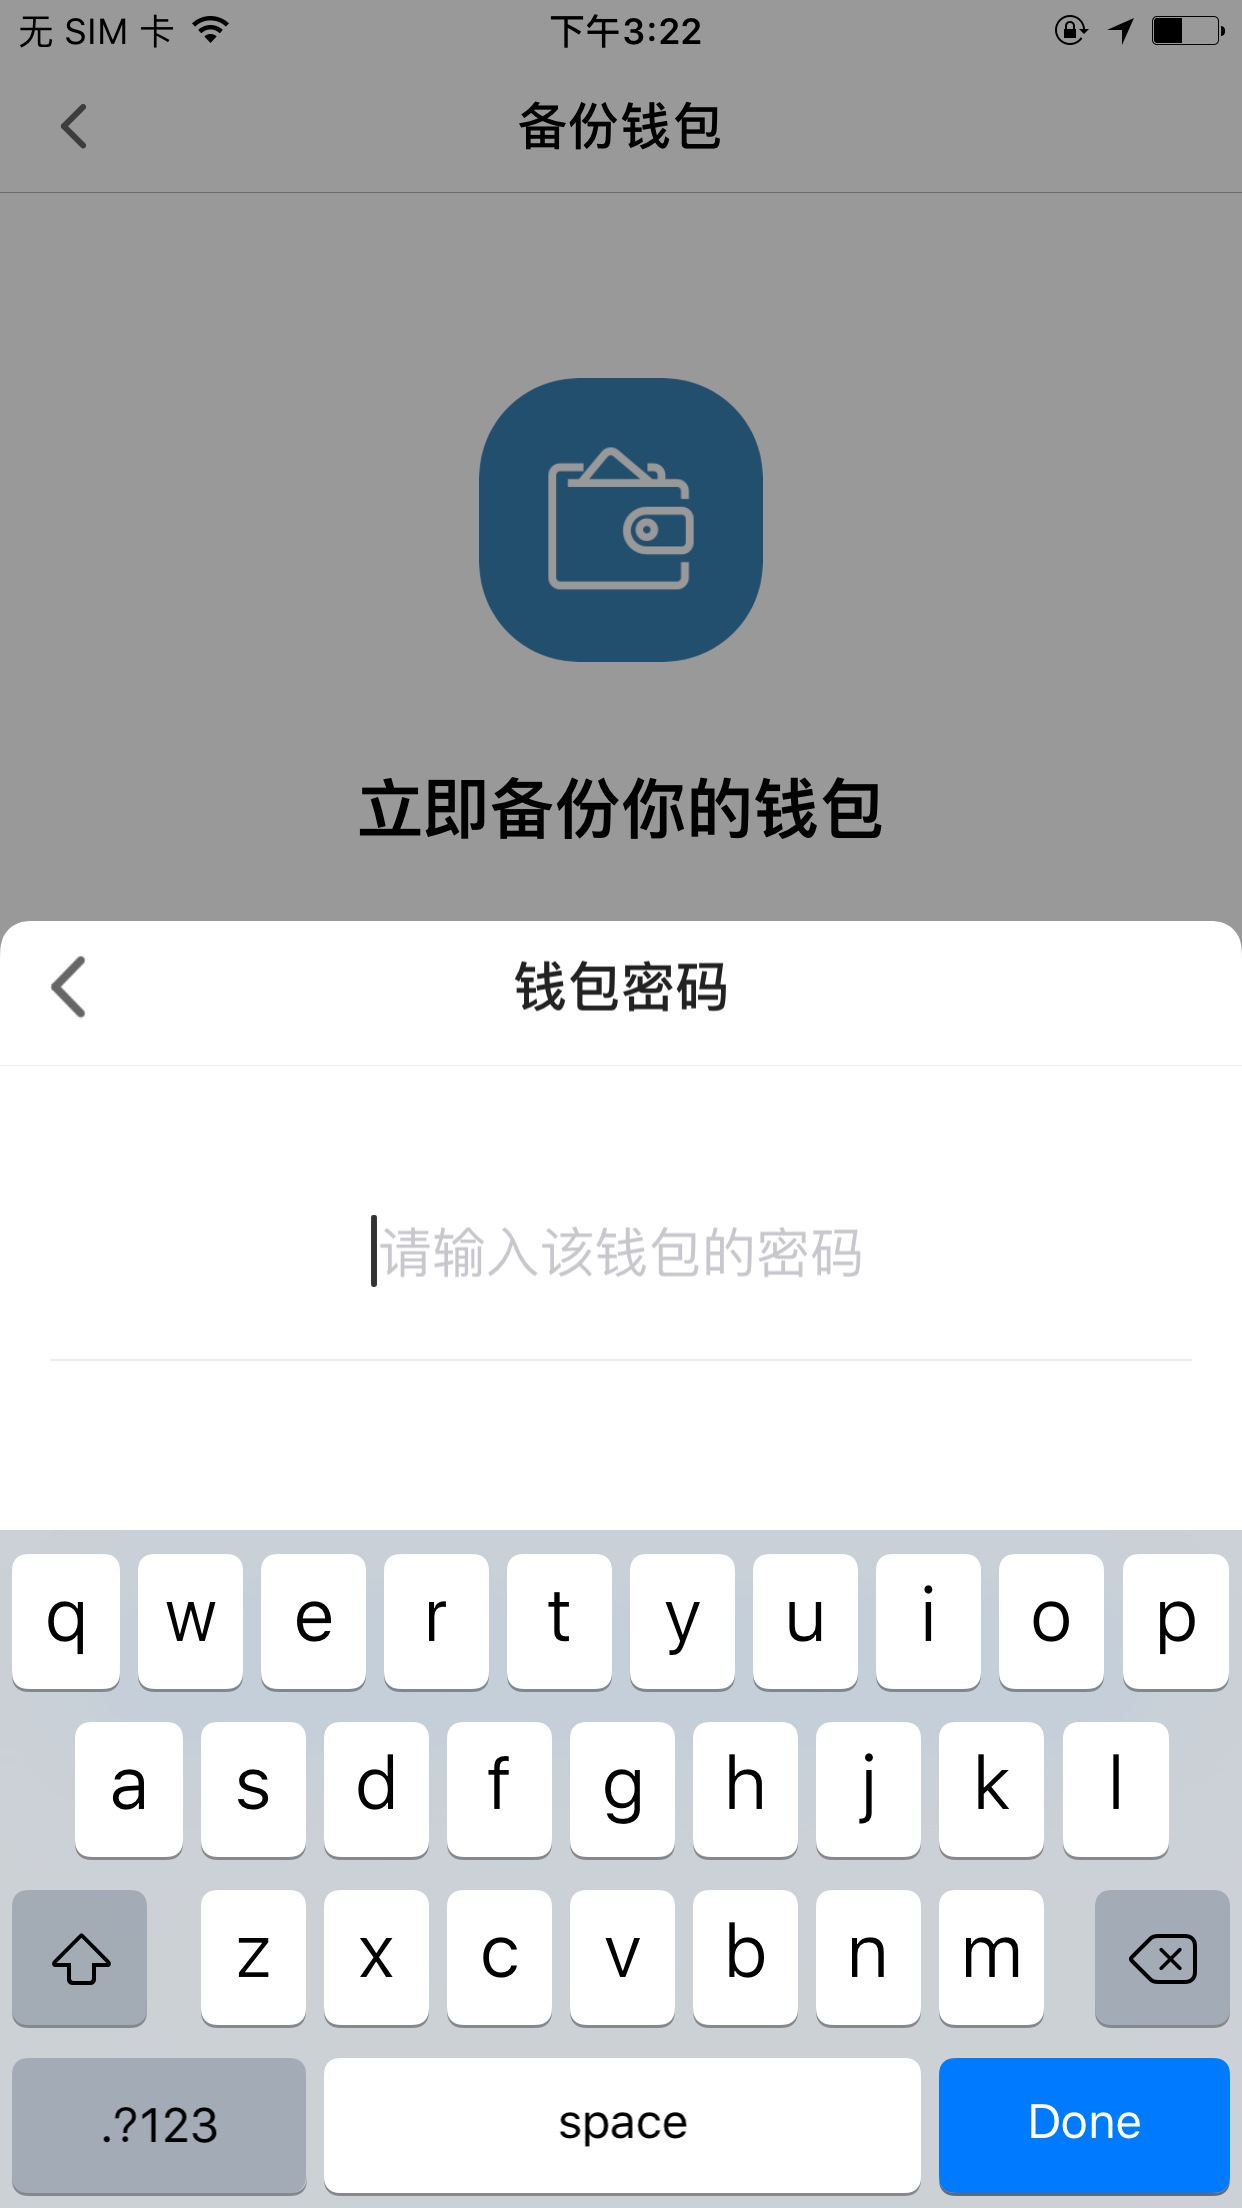 无 SIM 卡 下午3:22
备份钱包
立即备份你的钱包
钱包密码
请输入该钱包的密码
q w e r t y u i o p
a s d f g h j k l
z x c v b n m
.?123 space Done